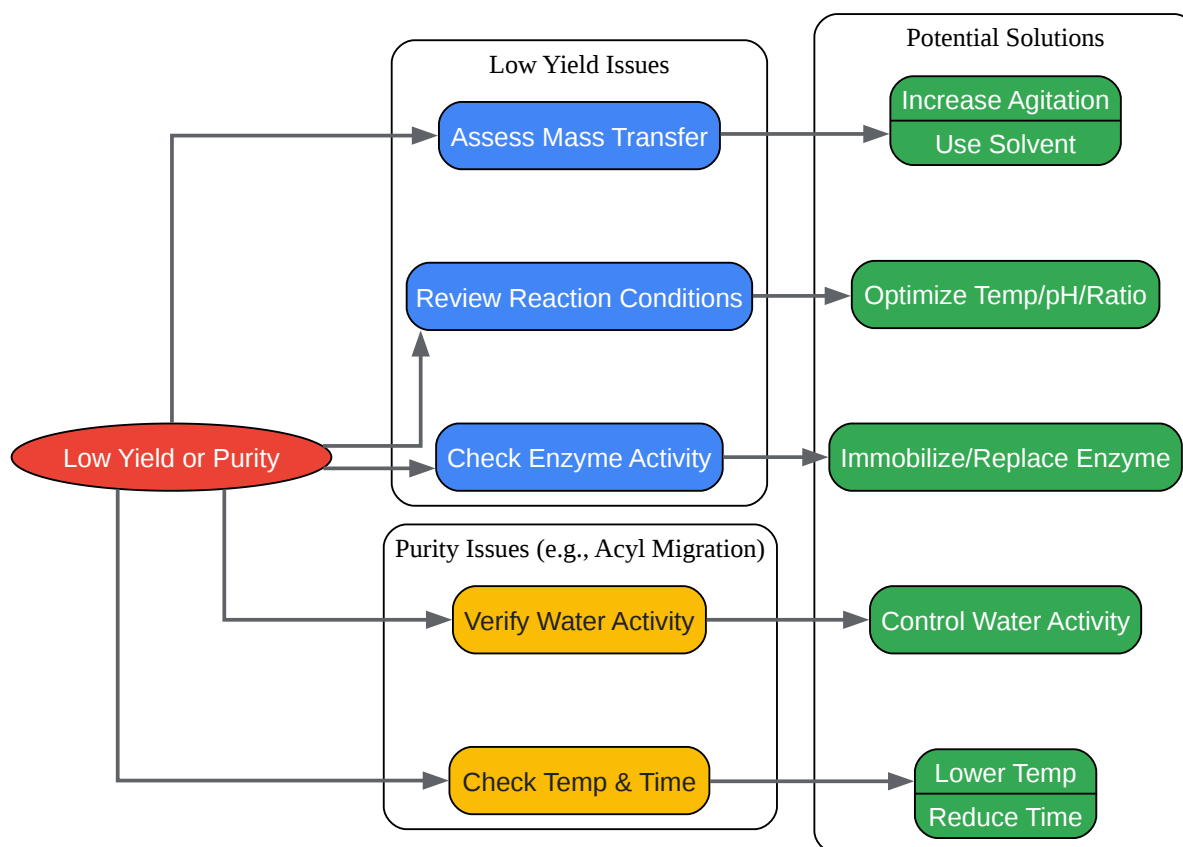 Potential Solutions
Low Yield Issues
Increase Agitation
Use Solvent
Assess Mass Transfer
Review Reaction Conditions
Optimize Temp/pH/Ratio
Low Yield or Purity
Check Enzyme Activity
Immobilize/Replace Enzyme
Purity Issues (e.g., Acyl Migration)
Verify Water Activity
Control Water Activity
Check Temp & Time
Lower Temp
Reduce Time